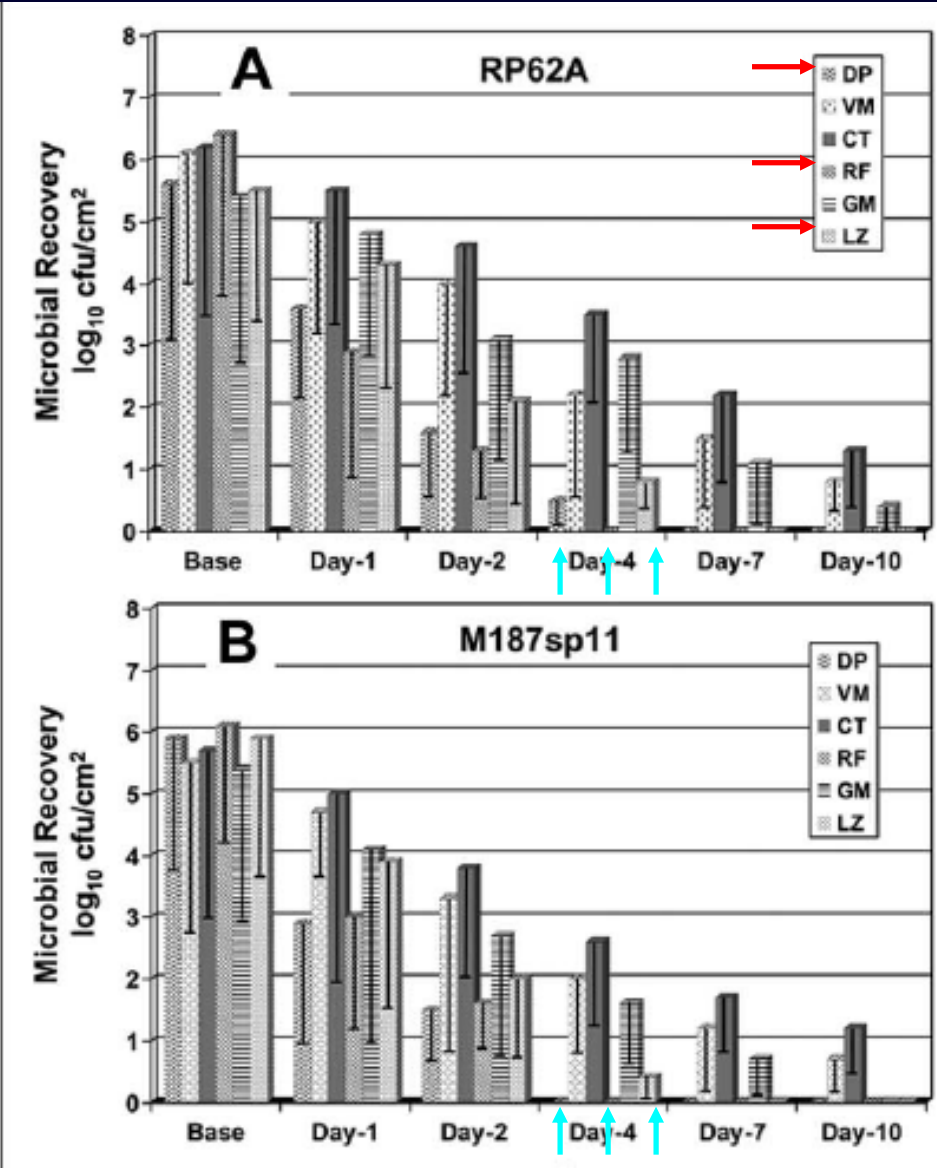 A
RP62A
Microbial Recovery
log10 cfu/cm2
8
7
6
5
4
3
2
1
0
DP
VM
CT
RF
GM
LZ
Base Day-1 Day-2 Day-4 Day-7 Day-10
B
M187sp11
Microbial Recovery
log10 cfu/cm2
8
7
6
5
4
3
2
1
0
DP
VM
CT
RF
GM
LZ
Base Day-1 Day-2 Day-4 Day-7 Day-10